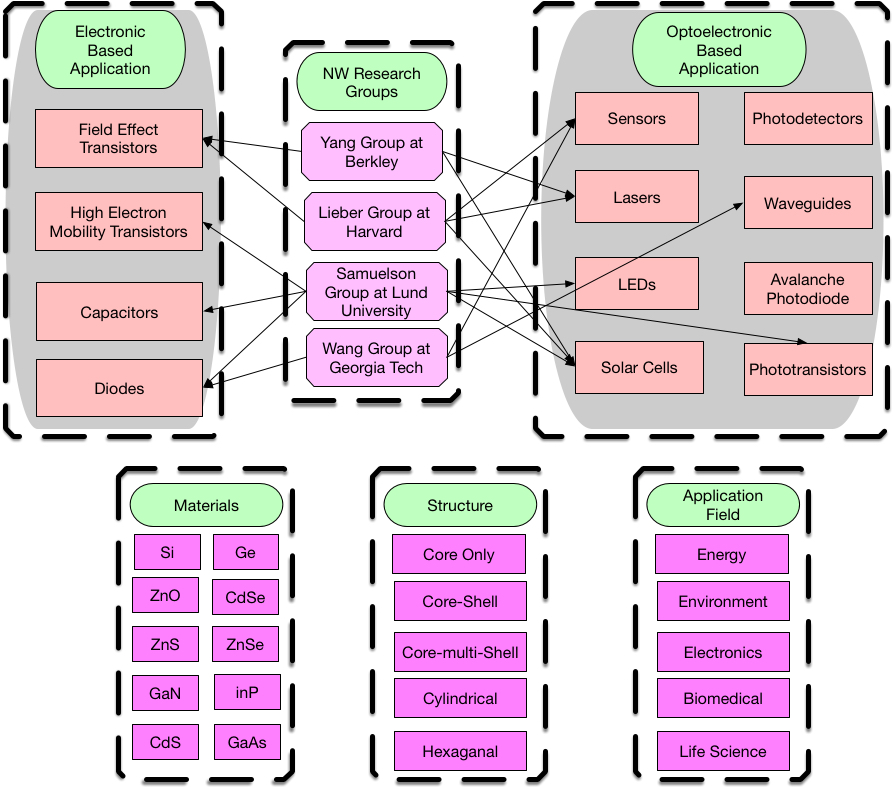 Electronic
Based
Application
Field Effect
Transistors
High Electron
Mobility Transistors
Capacitors
Diodes
NW Research
Groups
Yang Group at
Berkley
Lieber Group at
Harvard
Samuelson
Group at Lund
University
Wang Group at
Georgia Tech
Optoelectronic
Based
Application
Sensors
Photodetectors
Lasers
Waveguides
LEDs
Avalanche
Photodiode
Solar Cells
Phototransistors
Materials
Si
Ge
ZnO
CdSe
ZnS
ZnSe
GaN
inP
CdS
GaAs
Structure
Core Only
Core-Shell
Core-multi-Shell
Cylindrical
Hexaganal
Application
Field
Energy
Environment
Electronics
Biomedical
Life Science